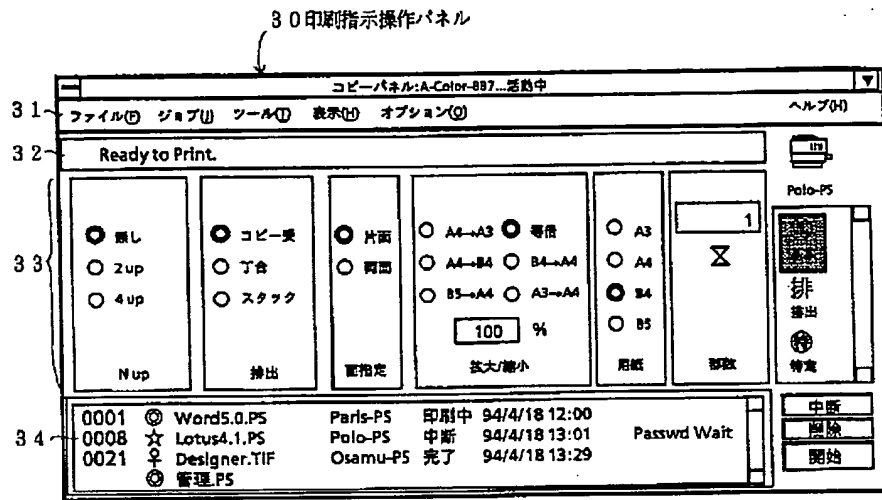 30印刷指示操作パネル
コピーパネル:A-Color-887...活動中
31
ファイル(F) ジョブ(J) ツール(T) 表示(H) オプション(O) ヘルプ(H)
32
Ready to Print.
Polo-PS
33
無し
2up
4up
Nup
コピー受
丁合
スタック
排出
片面
両面
面指定
A4→A3 等倍
A4→B4 B4→A4
B5→A4 A3→A4
100 %
拡大/縮小
A3
A4
B4
B5
用紙
1
部数
排
排出
特
特定
34
0001 Word5.0.PS Paris-PS 印刷中 94/4/18 12:00
0008 Lotus4.1.PS Polo-PS 中断 94/4/18 13:01 Passwd Wait
0021 Designer.TIF Osamu-PS 完了 94/4/18 13:29
管理.PS
中断
削除
開始